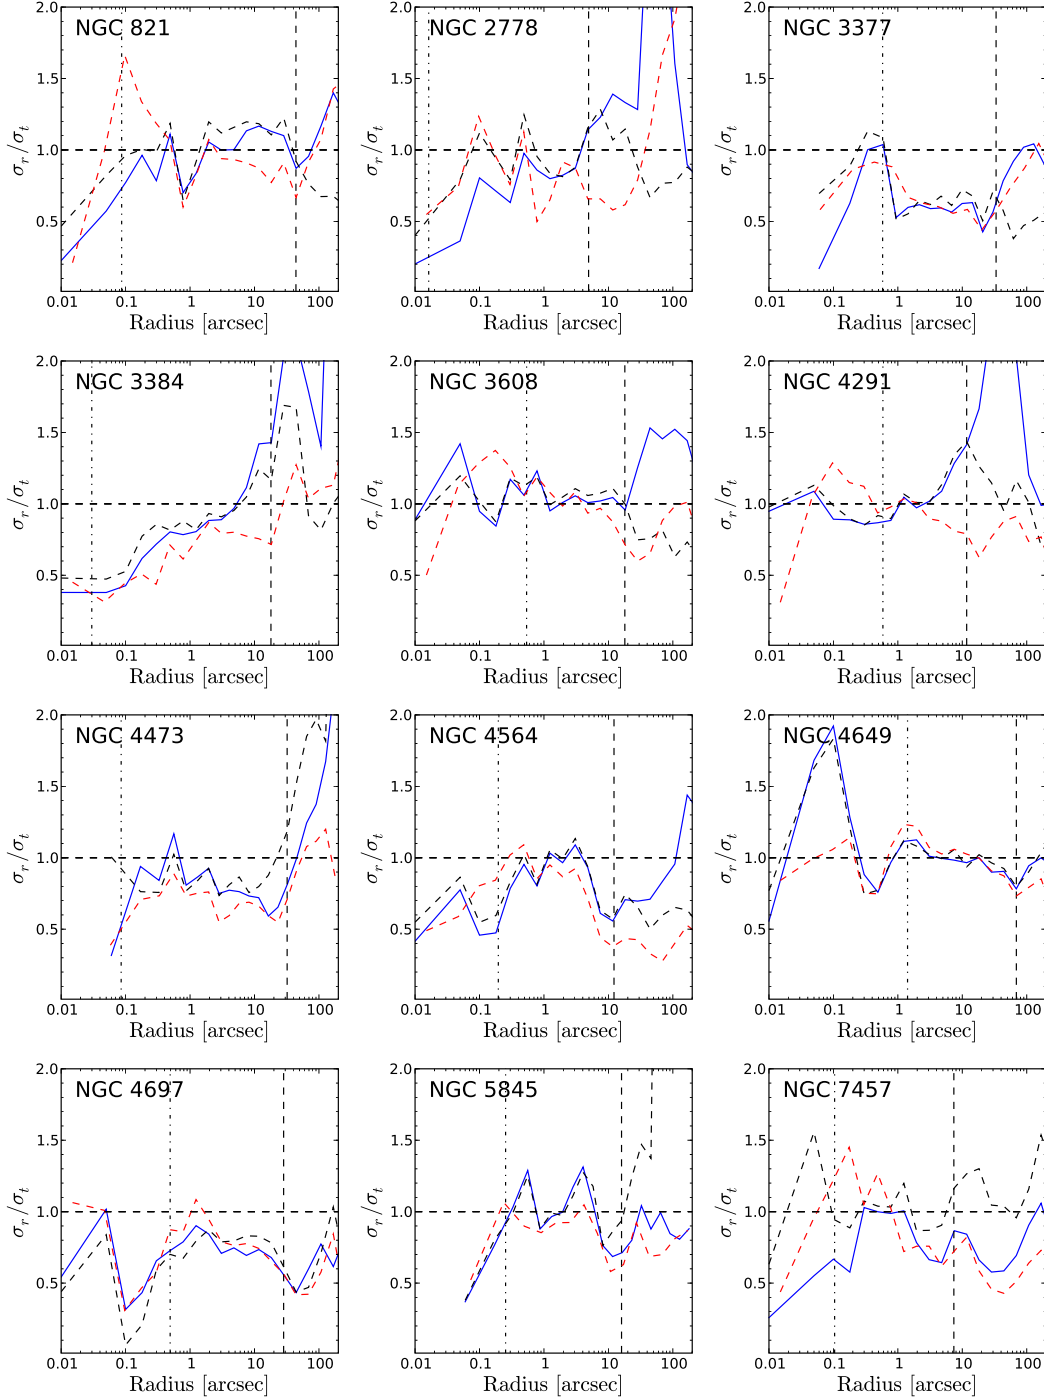 NGC 821 NGC 2778 NGC 3377
2.0 2.0 2.0
1.5 1.5 1.5
σr/σt 1.0 σr/σt 1.0 σr/σt 1.0
0.5 0.5 0.5
0.01 0.1 1 10 100 0.01 0.1 1 10 100 0.01 0.1 1 10 100
Radius [arcsec] Radius [arcsec] Radius [arcsec]
NGC 3384 NGC 3608 NGC 4291
2.0 2.0 2.0
1.5 1.5 1.5
σr/σt 1.0 σr/σt 1.0 σr/σt 1.0
0.5 0.5 0.5
0.01 0.1 1 10 100 0.01 0.1 1 10 100 0.01 0.1 1 10 100
Radius [arcsec] Radius [arcsec] Radius [arcsec]
NGC 4473 NGC 4564 NGC 4649
2.0 2.0 2.0
1.5 1.5 1.5
σr/σt 1.0 σr/σt 1.0 σr/σt 1.0
0.5 0.5 0.5
0.01 0.1 1 10 100 0.01 0.1 1 10 100 0.01 0.1 1 10 100
Radius [arcsec] Radius [arcsec] Radius [arcsec]
NGC 4697 NGC 5845 NGC 7457
2.0 2.0 2.0
1.5 1.5 1.5
σr/σt 1.0 σr/σt 1.0 σr/σt 1.0
0.5 0.5 0.5
0.01 0.1 1 10 100 0.01 0.1 1 10 100 0.01 0.1 1 10 100
Radius [arcsec] Radius [arcsec] Radius [arcsec]